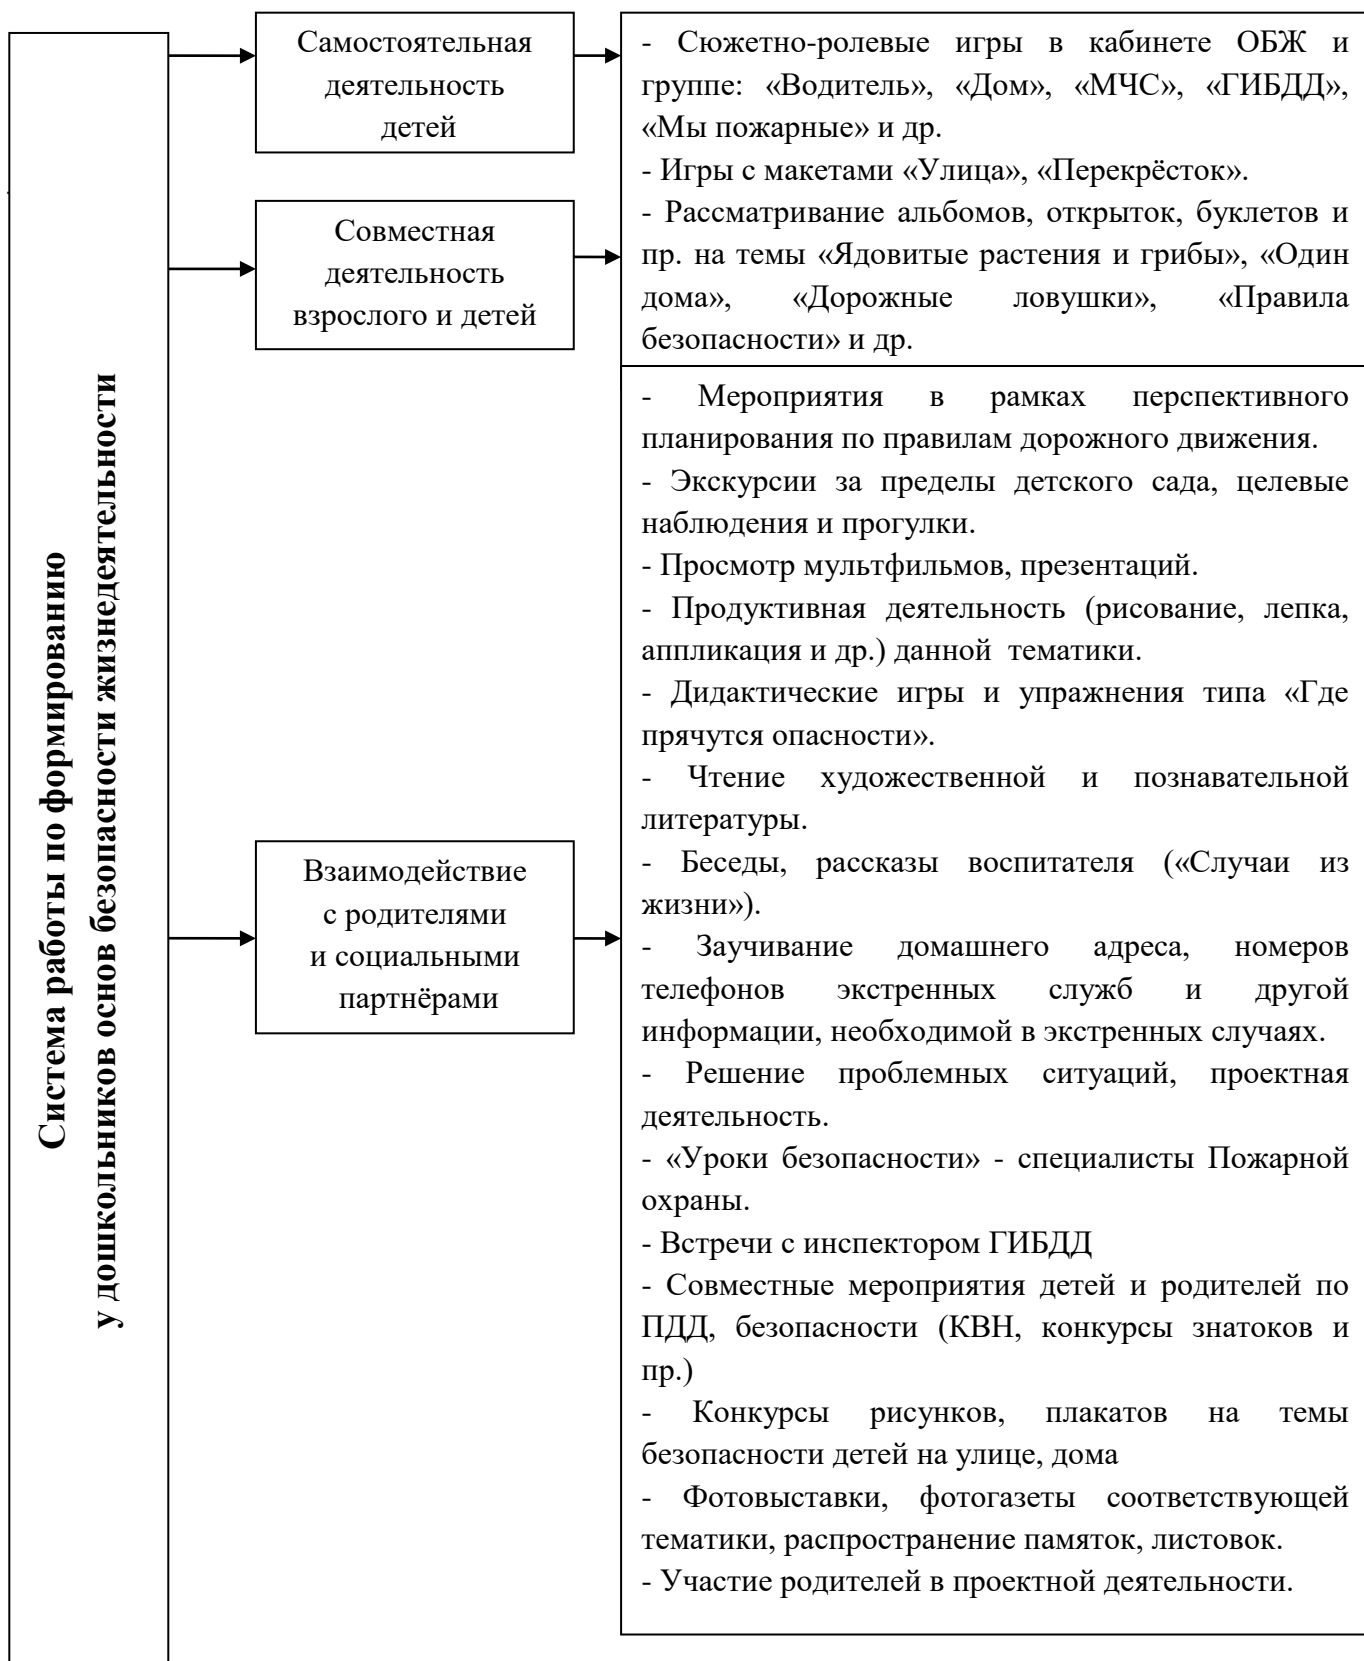 Система работы по формированию
у дошкольников основ безопасности жизнедеятельности
Самостоятельная
деятельность
детей
Совместная
деятельность
взрослого и детей
Взаимодействие
с родителями
и социальными
партнёрами
- Сюжетно-ролевые игры в кабинете ОБЖ и
группе: «Водитель», «Дом», «МЧС», «ГИБДД»,
«Мы пожарные» и др.
- Игры с макетами «Улица», «Перекрёсток».
- Рассматривание альбомов, открыток, буклетов и
пр. на темы «Ядовитые растения и грибы», «Один
дома», «Дорожные ловушки», «Правила
безопасности» и др.
- Мероприятия в рамках перспективного
планирования по правилам дорожного движения.
- Экскурсии за пределы детского сада, целевые
наблюдения и прогулки.
- Просмотр мультфильмов, презентаций.
- Продуктивная деятельность (рисование, лепка,
аппликация и др.) данной тематики.
- Дидактические игры и упражнения типа «Где
прячутся опасности».
- Чтение художественной и познавательной
литературы.
- Беседы, рассказы воспитателя («Случаи из
жизни»).
- Заучивание домашнего адреса, номеров
телефонов экстренных служб и другой
информации, необходимой в экстренных случаях.
- Решение проблемных ситуаций, проектная
деятельность.
- «Уроки безопасности» - специалисты Пожарной
охраны.
- Встречи с инспектором ГИБДД
- Совместные мероприятия детей и родителей по
ПДД, безопасности (КВН, конкурсы знатоков и
пр.)
- Конкурсы рисунков, плакатов на темы
безопасности детей на улице, дома
- Фотовыставки, фотогазеты соответствующей
тематики, распространение памяток, листовок.
- Участие родителей в проектной деятельности.